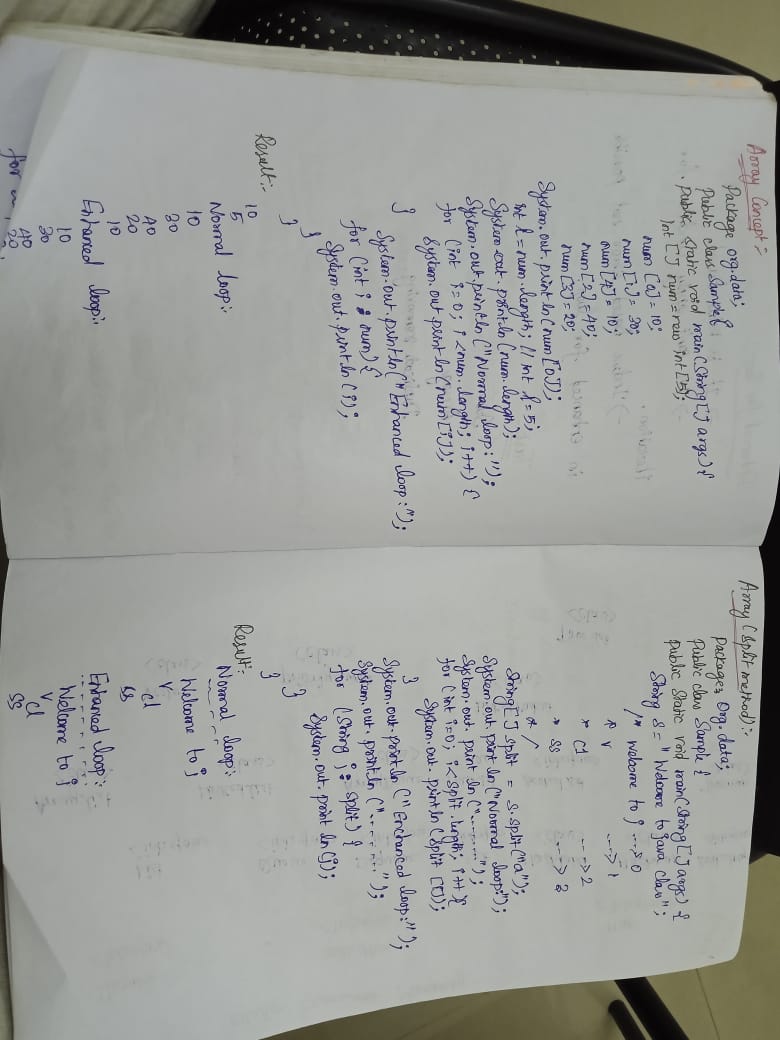 Array Concept :-
Package org.data;
Public class Sample {
Public static void main (String [] args) {
Int [] num = new int [5];
num [0] = 10;
num [1] = 30;
num [4] = 10;
num [2] = 40;
num [3] = 20;
System.out.println (num [0]);
int l = num.length; // int l = 5;
System.out.println (num.length);
System.out.println ("Normal loop:");
for (int i=0; i<num.length; i++) {
System.out.println (num [i]);
}
System.out.println (" Enhanced loop:");
for (int i : num) {
System.out.println (i);
}
}
Result:-
10
5
Normal loop:-
10
30
40
20
10
Enhanced loop:-
10
30
40
20
for
Array (Split method):-
Package Org.data;
Public class Sample {
public Static void main (String [] args) {
String S = " Welcome to java class";
/* welcome to j ---> 0
* v ---> 1
* cl ---> 2
* ss ---> 3
* /
String [] split = s.split ("a");
System.out.print ln ("Normal loop:");
System.out.print ln ("--------");
for (int i=0; i<split.length; i++) {
System.out.println (split [i]);
}
System.out.println ("Enchanced loop:");
System.out.println ("-------");
for (String j : split) {
System.out.print ln (j);
}
}
Result:-
Normal loop:-
Welcome to j
v
cl
ss
Enhanced loop:-
Welcome to j
v
cl
ss